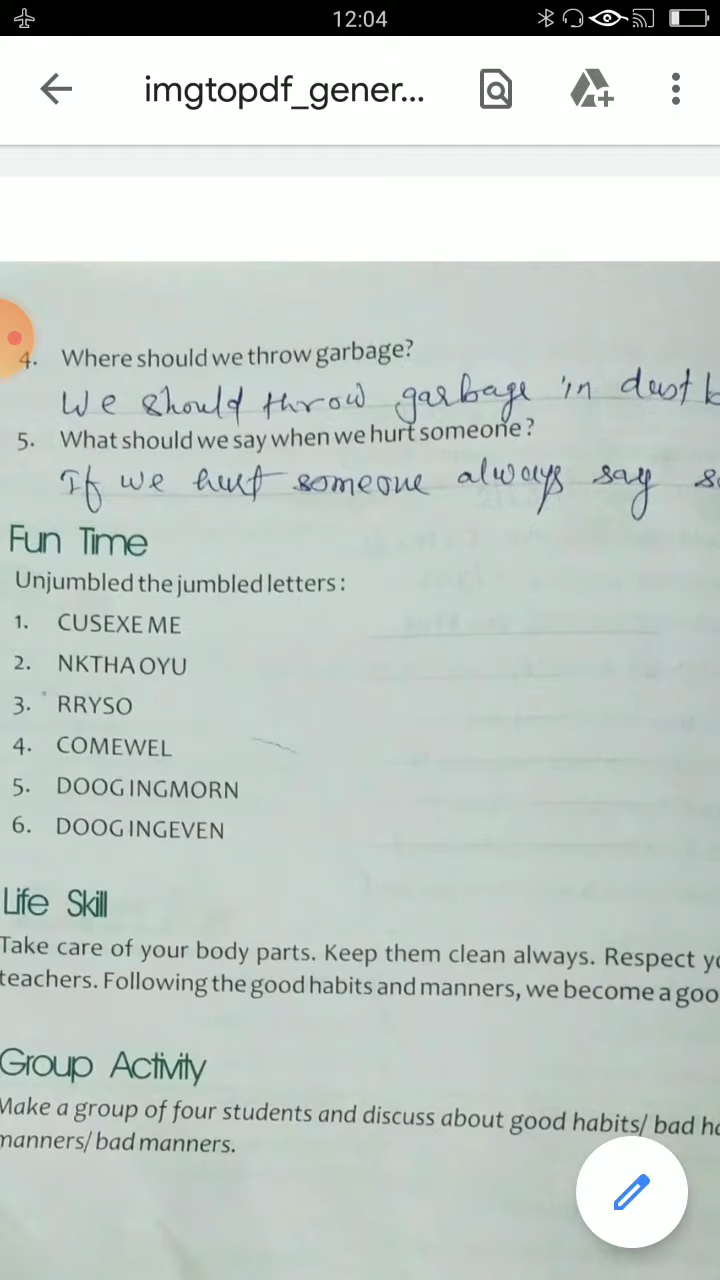 12:04
imgtopdf_gener...
4. Where should we throw garbage?
We should throw garbage in dust
5. What should we say when we hurt someone?
If we hurt someone always say
Fun Time
Unjumbled the jumbled letters:
1. CUSEXE ME
2. NKTHA OYU
3. RRYSO
4. COMEWEL
5. DOOG INGMORN
6. DOOG INGEVEN
Life Skill
Take care of your body parts. Keep them clean always. Respect
teachers. Following the good habits and manners, we become a
Group Activity
Make a group of four students and discuss about good habits/ bad
manners/ bad manners.